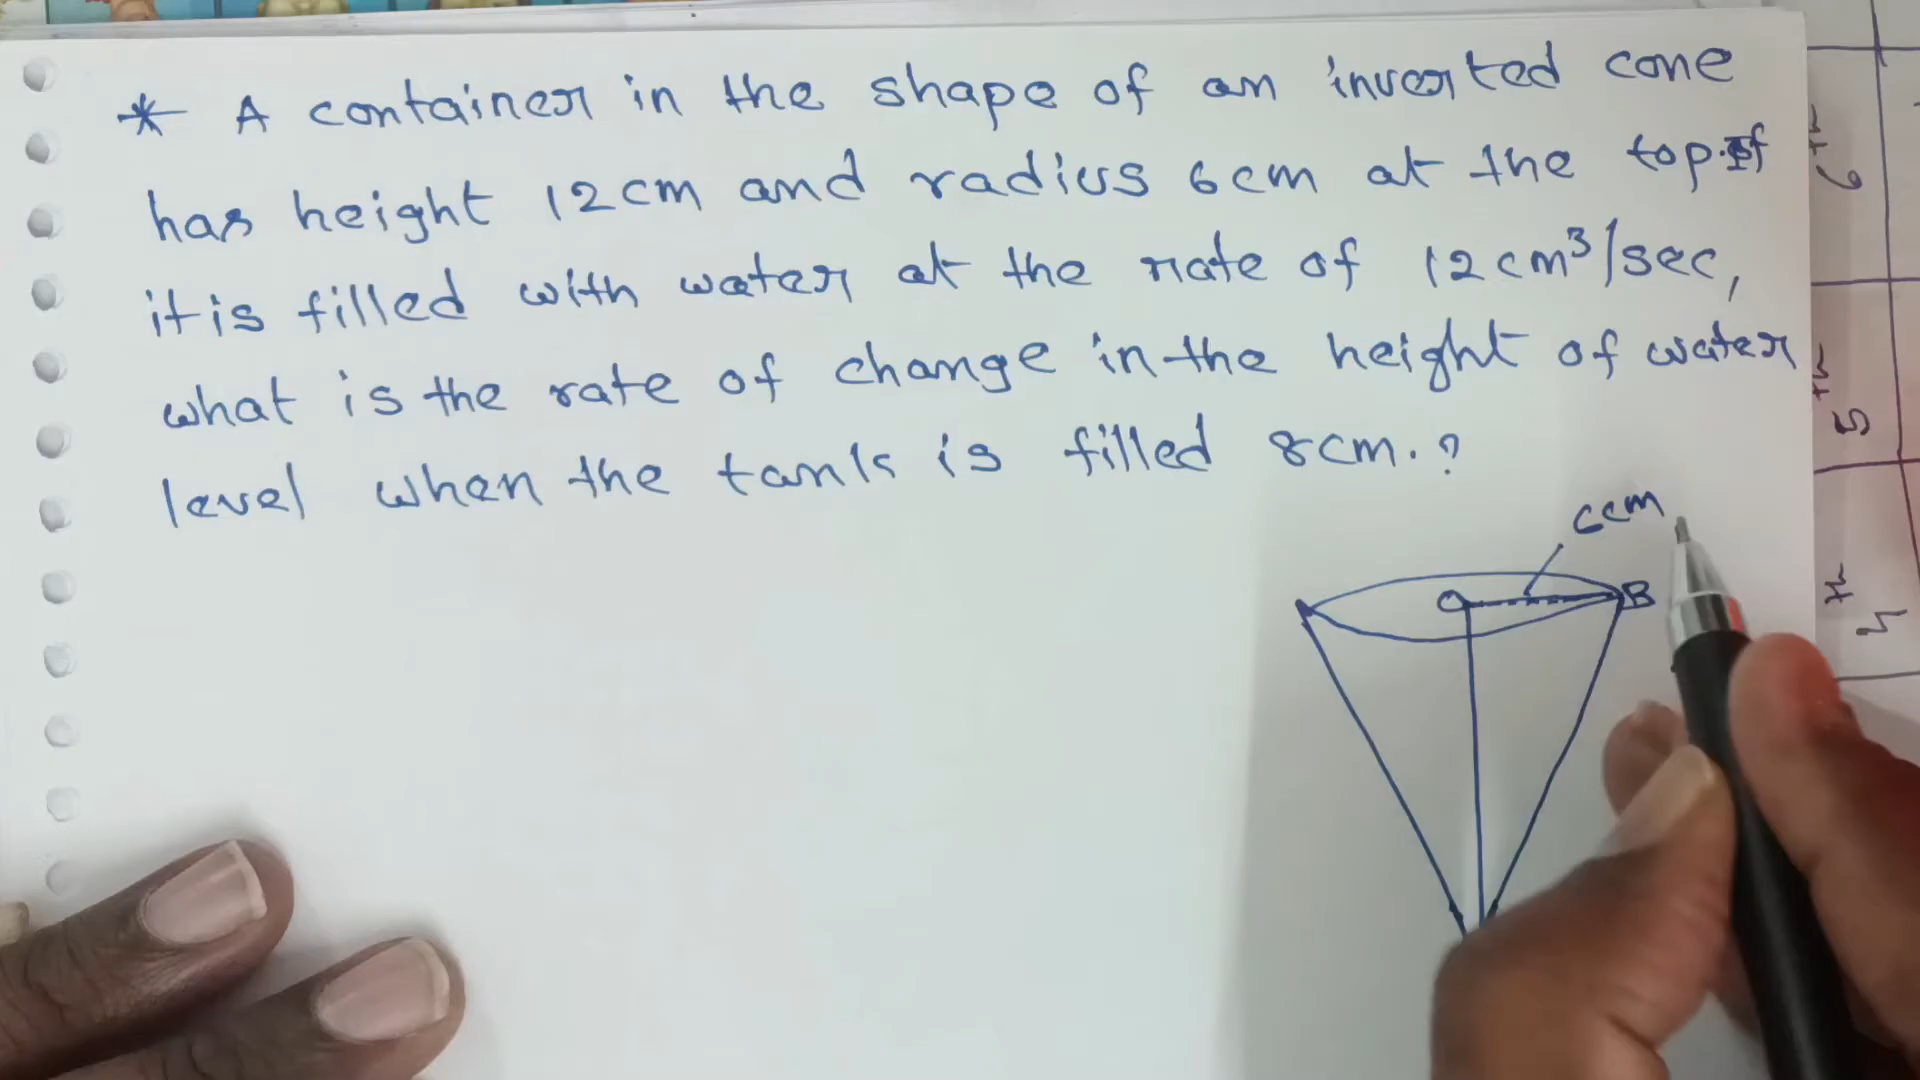 * A container in the shape of an inverted cone
has height 12cm and radius 6cm at the top. If
it is filled with water at the rate of 12cm³/sec,
what is the rate of change in the height of water
level when the tank is filled 8cm.?
6cm
O B
6th
5th